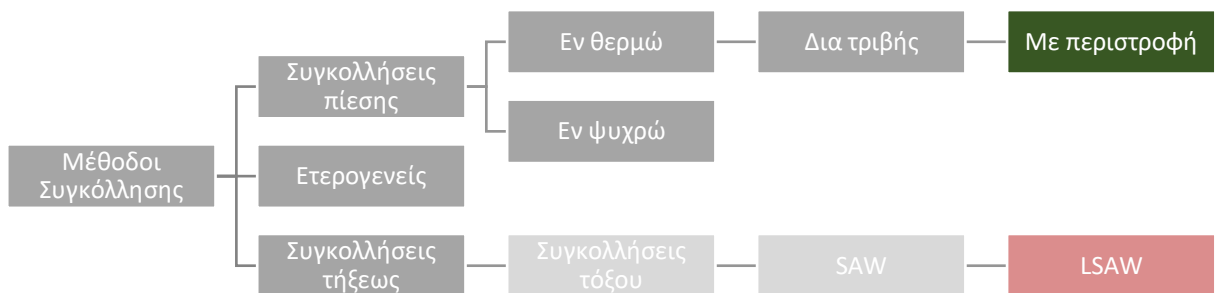 Εν θερμώ
Δια τριβής
Με περιστροφή
Συγκολλήσεις
πίεσης
Εν ψυχρώ
Μέθοδοι
Συγκόλλησης
Ετερογενείς
Συγκολλήσεις
τήξεως
Συγκολλήσεις
τόξου
SAW
LSAW